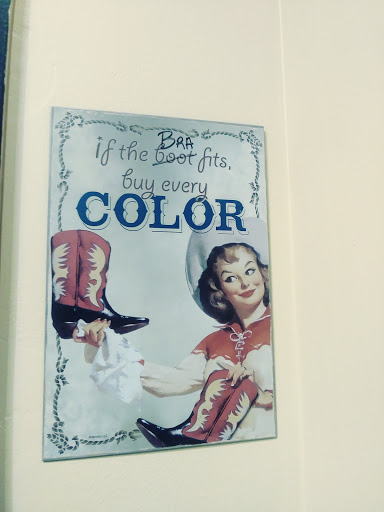 BRA
if the boot fits,
buy every
COLOR